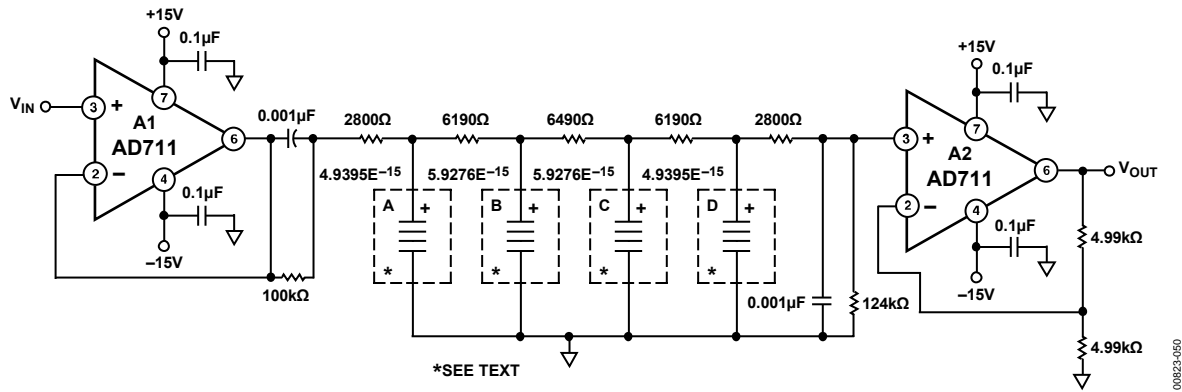 +15V
0.1µF
7
VIN
3
+
A1
AD711
6
2
–
4
0.1µF
–15V
100kΩ
0.001µF
2800Ω
6190Ω
6490Ω
6190Ω
2800Ω
4.9395E–15
5.9276E–15
5.9276E–15
4.9395E–15
A
+
*
B
+
*
C
+
*
D
+
*
0.001µF
124kΩ
*SEE TEXT
+15V
0.1µF
7
3
+
A2
AD711
6
VOUT
2
–
4
0.1µF
–15V
4.99kΩ
4.99kΩ
00823-050